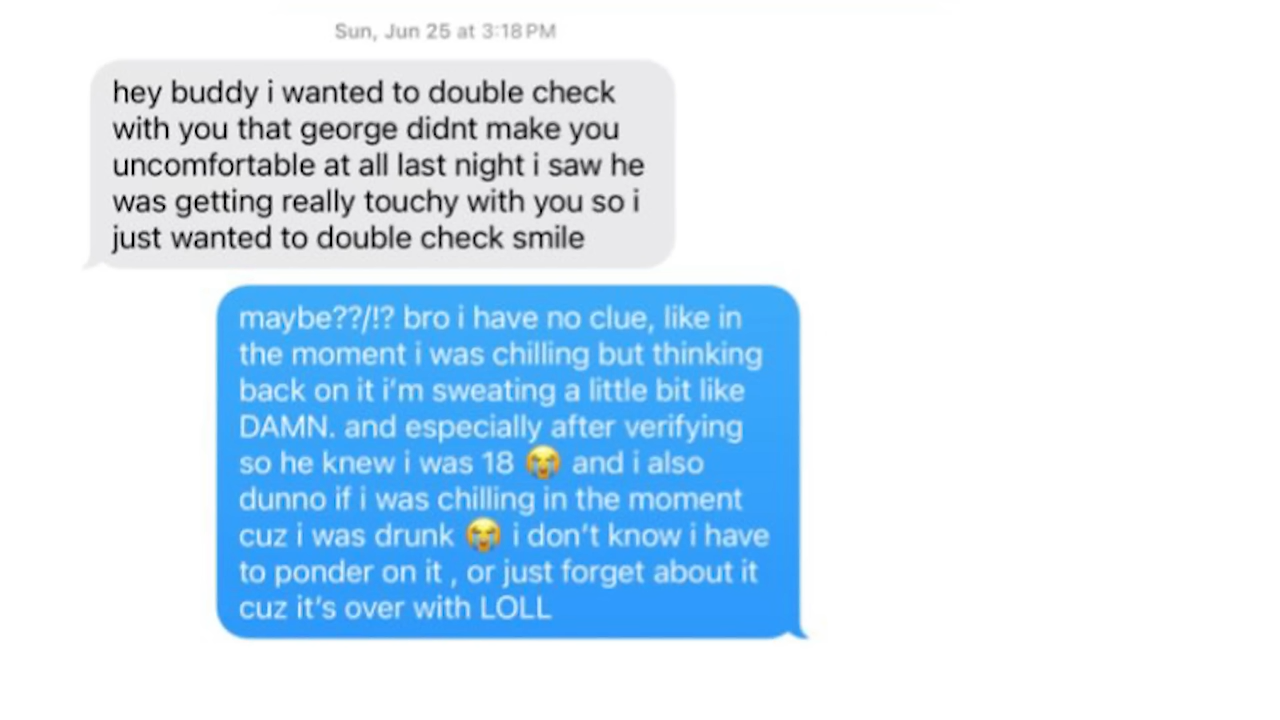 Sun, Jun 25 at 3:18 PM
hey buddy i wanted to double check
with you that george didnt make you
uncomfortable at all last night i saw he
was getting really touchy with you so i
just wanted to double check smile
maybe??/!? bro i have no clue, like in
the moment i was chilling but thinking
back on it i'm sweating a little bit like
DAMN. and especially after verifying
so he knew i was 18 😭 and i also
dunno if i was chilling in the moment
cuz i was drunk 😭 i don't know i have
to ponder on it , or just forget about it
cuz it's over with LOLL